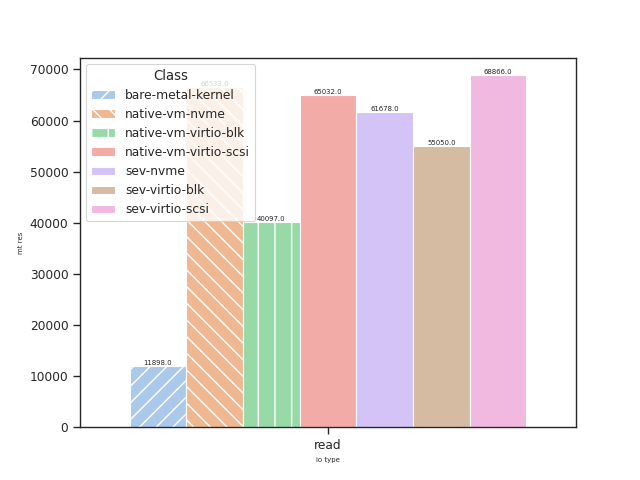 70000
60000
50000
40000
30000
20000
10000
0
mt res
Class
bare-metal-kernel
native-vm-nvme
native-vm-virtio-blk
native-vm-virtio-scsi
sev-nvme
sev-virtio-blk
sev-virtio-scsi
11898.0
40097.0
65032.0
61678.0
55050.0
68866.0
read
io type